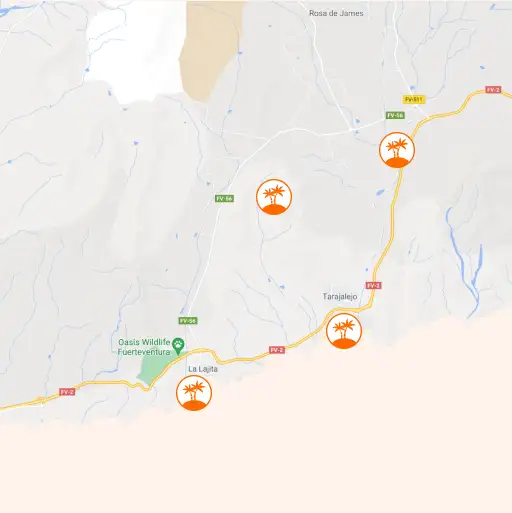 Rosa de James
FV-2
FV-511
FV-56
FV-56
FV-2
Tarajalejo
FV-56
Oasis Wildlife
Fuerteventura
FV-2
La Lajita
FV-2